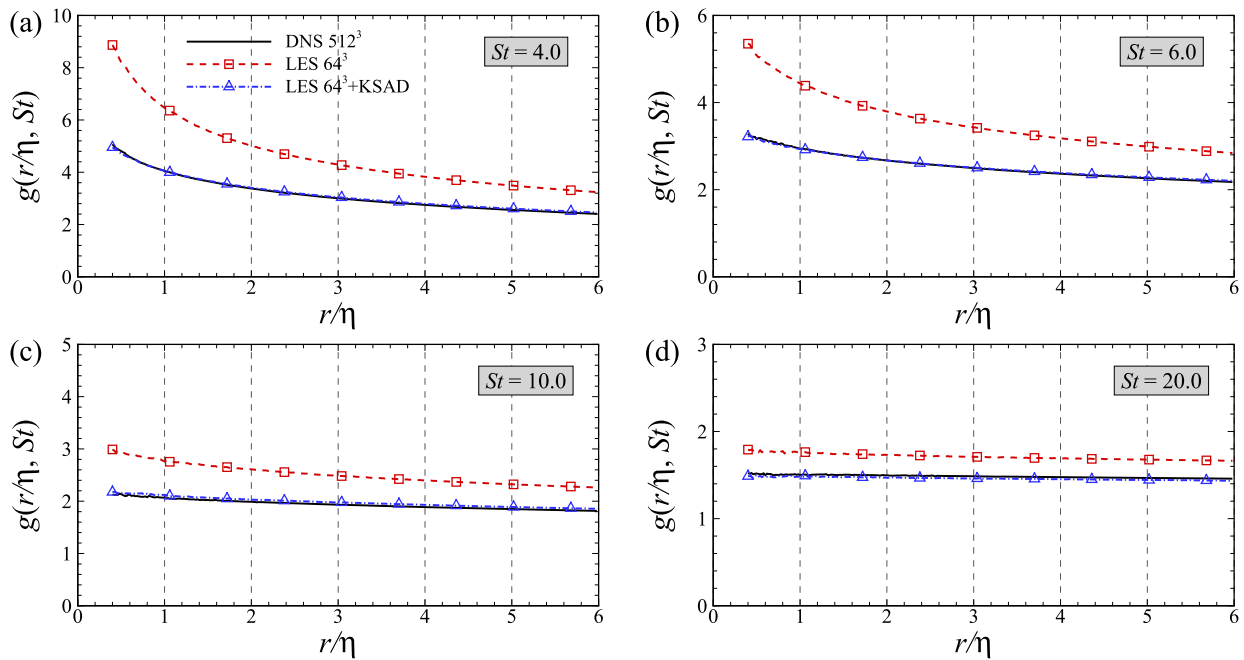 (a)
DNS 512³
LES 64³
LES 64³+KSAD
St = 4.0
g(r/η, St)
10
8
6
4
2
0
0 1 2 3 4 5 6
r/η
(b)
St = 6.0
g(r/η, St)
6
4
2
0
0 1 2 3 4 5 6
r/η
(c)
St = 10.0
g(r/η, St)
5
4
3
2
1
0
0 1 2 3 4 5 6
r/η
(d)
St = 20.0
g(r/η, St)
3
2
1
0
0 1 2 3 4 5 6
r/η